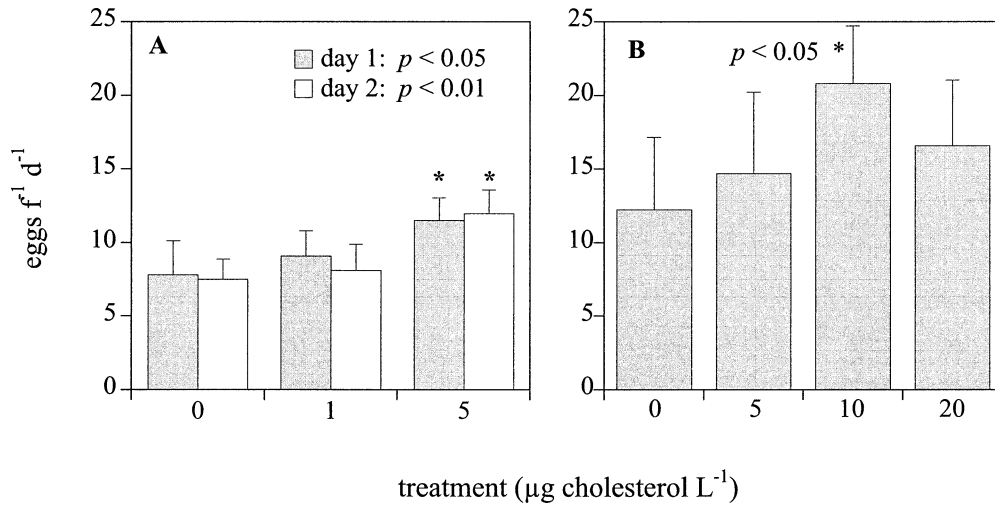 25
20
15
10
5
0
eggs f⁻¹ d⁻¹
A
day 1: p < 0.05
day 2: p < 0.01
* *
0 1 5
25
20
15
10
5
0
B
p < 0.05 *
0 5 10 20
treatment (µg cholesterol L⁻¹)